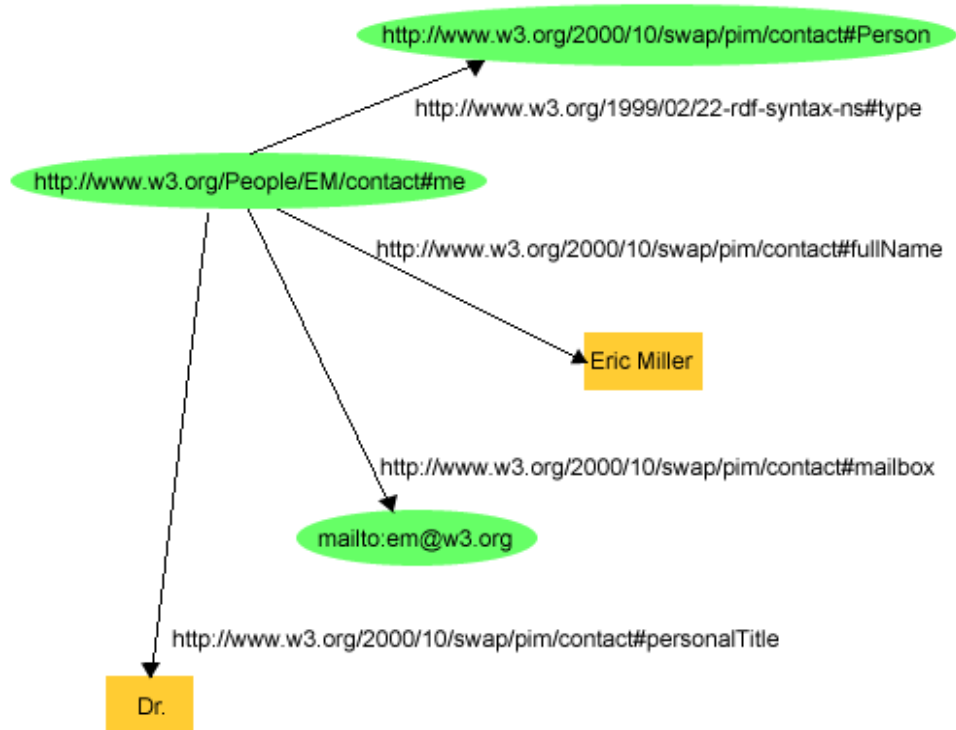 http://www.w3.org/2000/10/swap/pim/contact#Person
http://www.w3.org/1999/02/22-rdf-syntax-ns#type
http://www.w3.org/People/EM/contact#me
http://www.w3.org/2000/10/swap/pim/contact#fullName
Eric Miller
http://www.w3.org/2000/10/swap/pim/contact#mailbox
mailto:em@w3.org
http://www.w3.org/2000/10/swap/pim/contact#personalTitle
Dr.